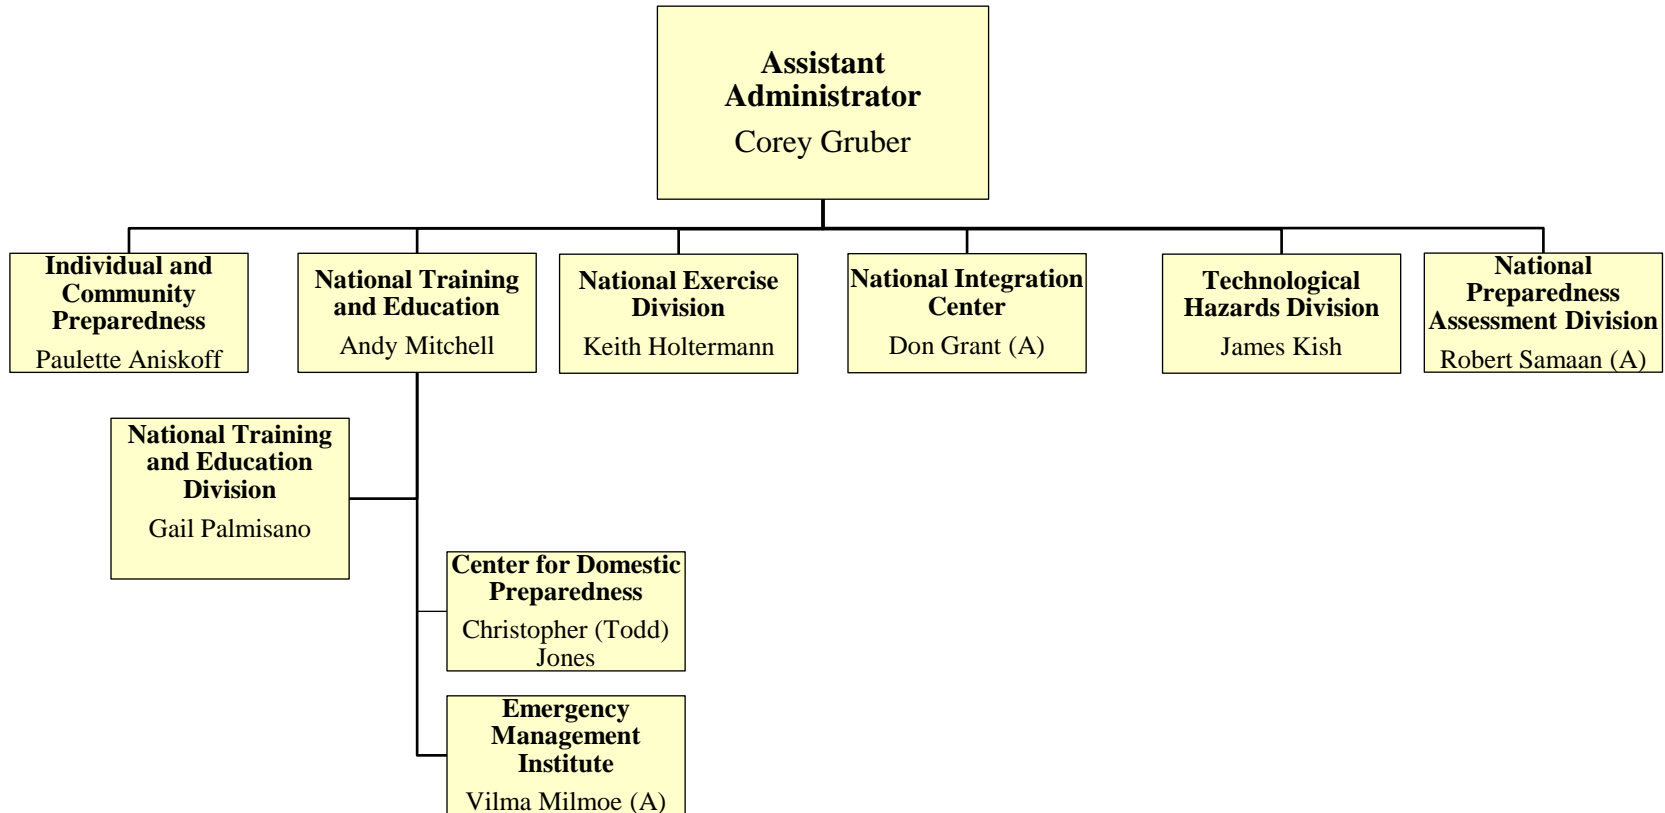 Assistant
Administrator
Corey Gruber
Individual and
Community
Preparedness
Paulette Aniskoff
National Training
and Education
Andy Mitchell
National Exercise
Division
Keith Holtermann
National Integration
Center
Don Grant (A)
Technological
Hazards Division
James Kish
National
Preparedness
Assessment Division
Robert Samaan (A)
National Training
and Education
Division
Gail Palmisano
Center for Domestic
Preparedness
Christopher (Todd)
Jones
Emergency
Management
Institute
Vilma Milmoe (A)